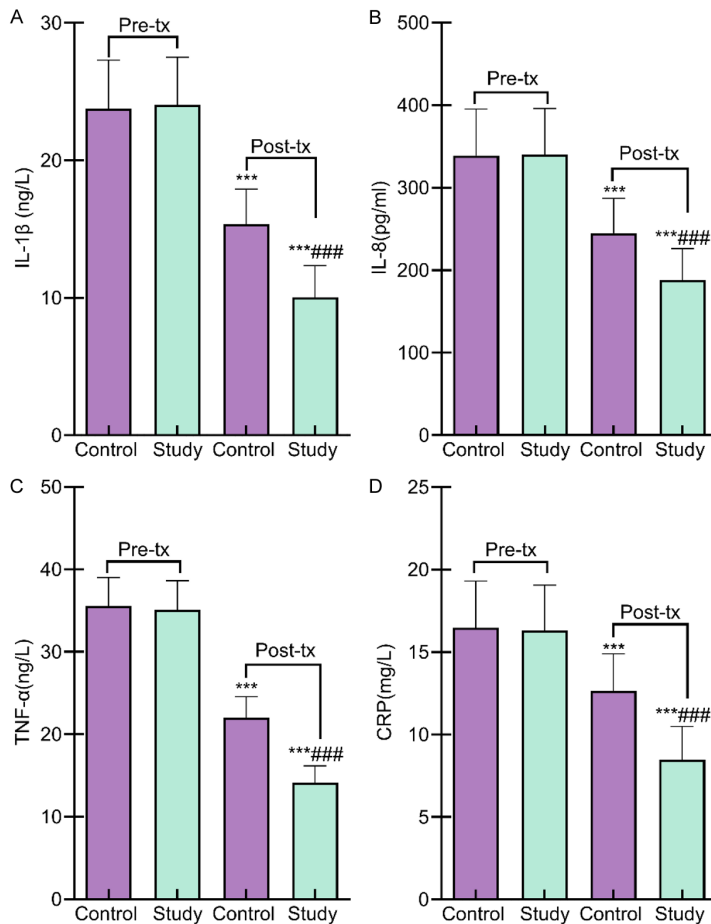 A
IL-1β (ng/L)
30
20
10
0
Pre-tx
Post-tx
***
***###
Control Study Control Study
B
IL-8(pg/ml)
500
400
300
200
100
0
Pre-tx
Post-tx
***
***###
Control Study Control Study
C
TNF-α(ng/L)
50
40
30
20
10
0
Pre-tx
Post-tx
***
***###
Control Study Control Study
D
CRP(mg/L)
25
20
15
10
5
0
Pre-tx
Post-tx
***
***###
Control Study Control Study